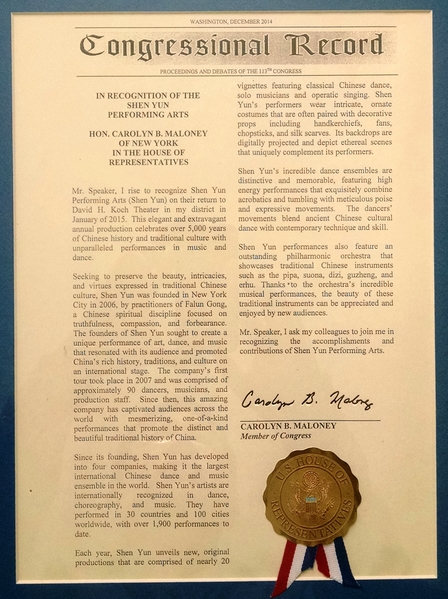 WASHINGTON, DECEMBER 2014
Congressional Record
PROCEEDINGS AND DEBATES OF THE 113TH CONGRESS
IN RECOGNITION OF THE
SHEN YUN
PERFORMING ARTS
HON. CAROLYN B. MALONEY
OF NEW YORK
IN THE HOUSE OF
REPRESENTATIVES
Mr. Speaker, I rise to recognize Shen Yun
Performing Arts (Shen Yun) on their return to
David H. Koch Theater in my district in
January of 2015. This elegant and extravagant
annual production celebrates over 5,000 years
of Chinese history and traditional culture with
unparalleled performances in music and
dance.
Seeking to preserve the beauty, intricacies,
and virtues expressed in traditional Chinese
culture, Shen Yun was founded in New York
City in 2006, by practitioners of Falun Gong,
a Chinese spiritual discipline focused on
truthfulness, compassion, and forbearance.
The founders of Shen Yun sought to create a
unique performance of art, dance, and music
that resonated with its audience and promoted
China's rich history, traditions, and culture on
an international stage. The company's first
tour took place in 2007 and was comprised of
approximately 90 dancers, musicians, and
production staff. Since then, this amazing
company has captivated audiences across the
world with mesmerizing, one-of-a-kind
performances that promote the distinct and
beautiful traditional history of China.
Since its founding, Shen Yun has developed
into four companies, making it the largest
international Chinese dance and music
ensemble in the world. Shen Yun's artists are
internationally recognized in dance,
choreography, and music. They have
performed in 30 countries and 100 cities
worldwide, with over 1,900 performances to
date.
Each year, Shen Yun unveils new, original
productions that are comprised of nearly 20
vignettes featuring classical Chinese dance,
solo musicians and operatic singing. Shen
Yun's performers wear intricate, ornate
costumes that are often paired with decorative
props including handkerchiefs, fans,
chopsticks, and silk scarves. Its backdrops are
digitally projected and depict ethereal scenes
that uniquely complement its performers.
Shen Yun's incredible dance ensembles are
distinctive and memorable, featuring high
energy performances that exquisitely combine
acrobatics and tumbling with meticulous poise
and expressive movements. The dancers'
movements blend ancient Chinese cultural
dance with contemporary technique and skill.
Shen Yun performances also feature an
outstanding philharmonic orchestra that
showcases traditional Chinese instruments
such as the pipa, suona, dizi, guzheng, and
erhu. Thanks to the orchestra's incredible
musical performances, the beauty of these
traditional instruments can be appreciated and
enjoyed by new audiences.
Mr. Speaker, I ask my colleagues to join me in
recognizing the accomplishments and
contributions of Shen Yun Performing Arts.
Carolyn B. Maloney
CAROLYN B. MALONEY
Member of Congress
U.S. HOUSE OF
REPRESENTATIVES